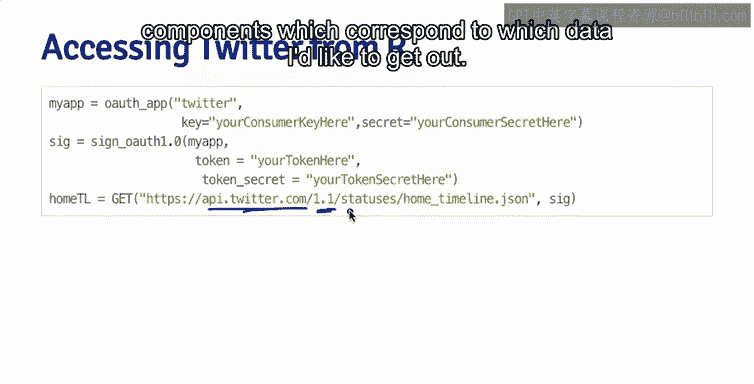 components which correspond to which data
I'd like to get out.
Accessing Twitter from R
myapp = oauth_app("twitter",
key="yourConsumerKeyHere",secret="yourConsumerSecretHere")
sig = sign_oauth1.0(myapp,
token = "yourTokenHere",
token_secret = "yourTokenSecretHere")
homeTL = GET("https://api.twitter.com/1.1/statuses/home_timeline.json", sig)